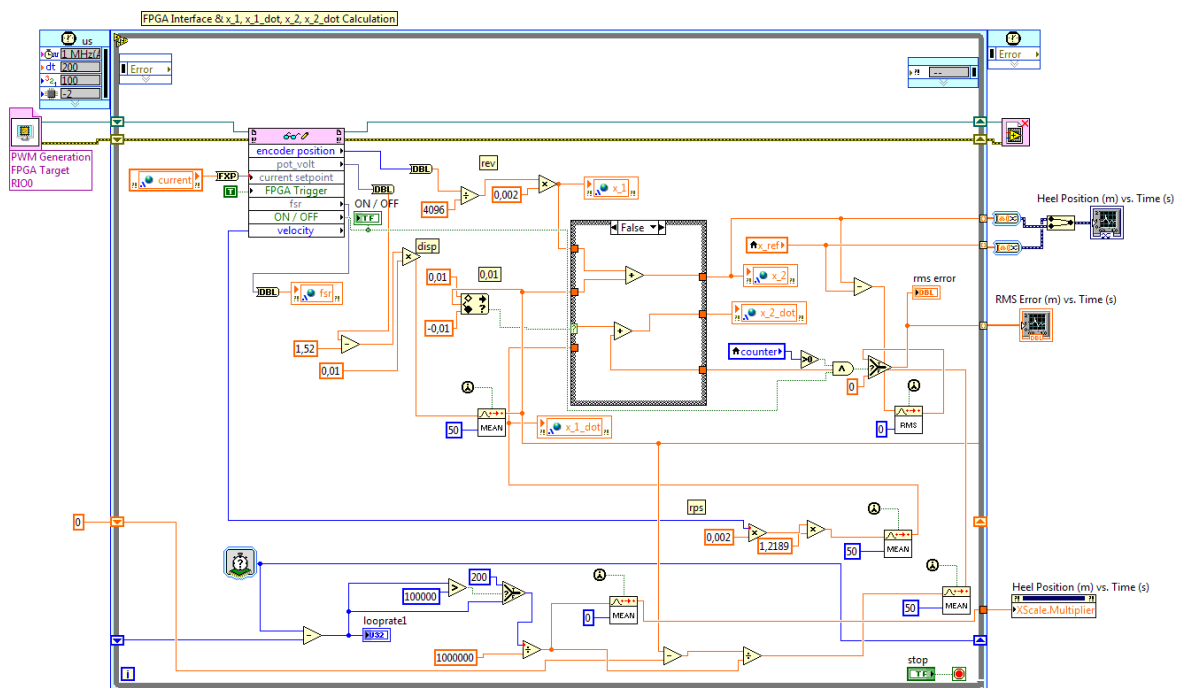 FPGA Interface & x_1, x_1_dot, x_2, x_2_dot Calculation
us
1 MHz
dt 200
100
-2
Error
--
Error
PWM Generation
FPGA Target
RIO0
current
FXP
T
encoder position
pot_volt
current setpoint
FPGA Trigger
fsr
ON / OFF
velocity
DBL
DBL
ON / OFF
TF
rev
4096
0,002
x_1
disp
DBL
fsr
1,52
0,01
0,01
-0,01
0,01
False
x_ref
x_2
x_2_dot
counter
0
rms error
DBL
Heel Position (m) vs. Time (s)
RMS Error (m) vs. Time (s)
DBL
50
MEAN
x_1_dot
0
RMS
rps
0
0,002
1,2189
50
MEAN
200
100000
looprate1
U32
0
MEAN
50
MEAN
1000000
Heel Position (m) vs. Time (s)
XScale.Multiplier
i
stop
TF